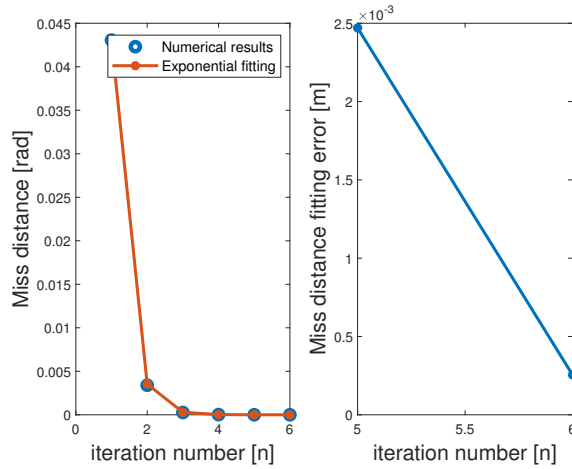 0.045
0.04
0.035
0.03
0.025
0.02
0.015
0.01
0.005
0
0 2 4 6
Miss distance [rad]
iteration number [n]
Numerical results
Exponential fitting
×10⁻³
2.5
2
1.5
1
0.5
0
5 5.5 6
Miss distance fitting error [m]
iteration number [n]